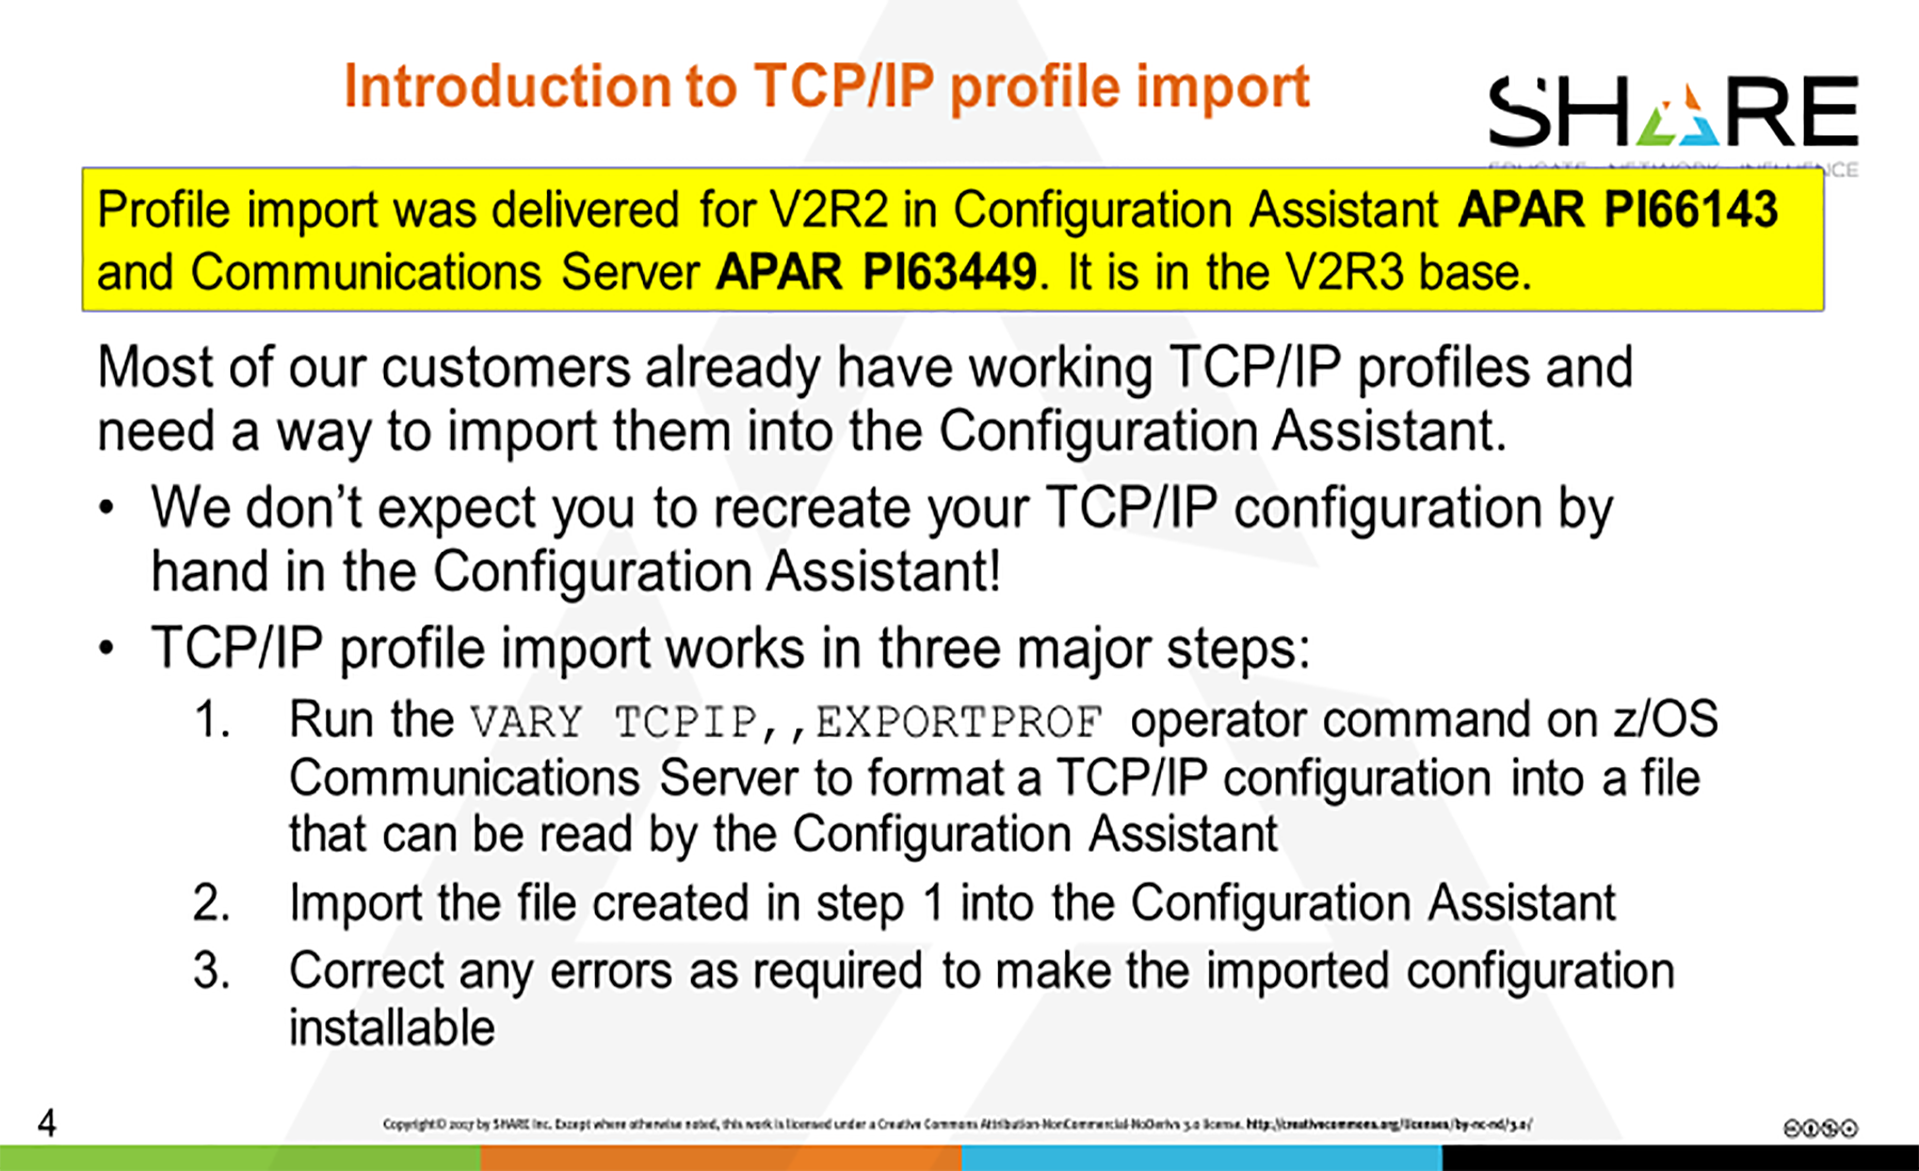 Introduction to TCP/IP profile import
SHARE
Profile import was delivered for V2R2 in Configuration Assistant APAR PI66143
and Communications Server APAR PI63449. It is in the V2R3 base.
Most of our customers already have working TCP/IP profiles and
need a way to import them into the Configuration Assistant.
• We don’t expect you to recreate your TCP/IP configuration by
hand in the Configuration Assistant!
• TCP/IP profile import works in three major steps:
1. Run the VARY TCPIP,,EXPORTPROF operator command on z/OS
Communications Server to format a TCP/IP configuration into a file
that can be read by the Configuration Assistant
2. Import the file created in step 1 into the Configuration Assistant
3. Correct any errors as required to make the imported configuration
installable
4
Copyright© 2017 by SHARE Inc. Except where otherwise noted, this work is licensed under a Creative Commons Attribution-NonCommercial-NoDerivs 3.0 license. http://creativecommons.org/licenses/by-nc-nd/3.0/